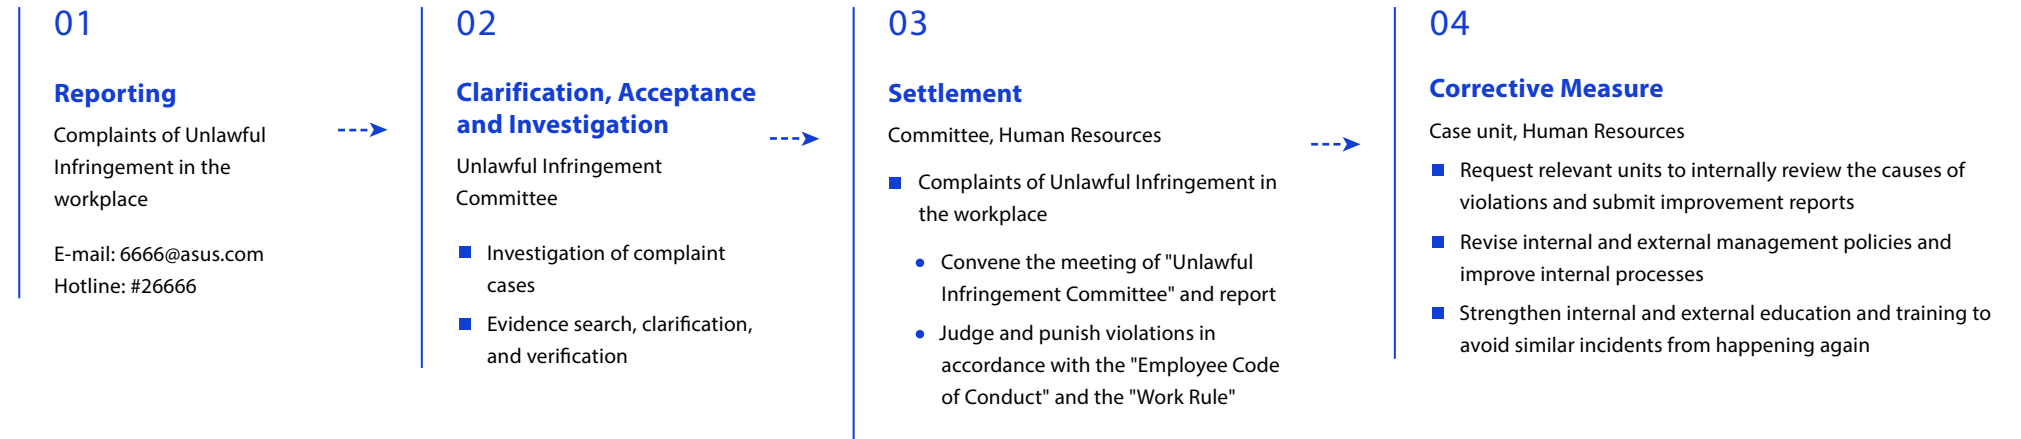 01
Reporting
Complaints of Unlawful
Infringement in the
workplace
E-mail: 6666@asus.com
Hotline: #26666
02
Clarification, Acceptance
and Investigation
Unlawful Infringement
Committee
Investigation of complaint
cases
Evidence search, clarification,
and verification
03
Settlement
Committee, Human Resources
Complaints of Unlawful Infringement in
the workplace
Convene the meeting of "Unlawful
Infringement Committee" and report
Judge and punish violations in
accordance with the "Employee Code
of Conduct" and the "Work Rule"
04
Corrective Measure
Case unit, Human Resources
Request relevant units to internally review the causes of
violations and submit improvement reports
Revise internal and external management policies and
improve internal processes
Strengthen internal and external education and training to
avoid similar incidents from happening again